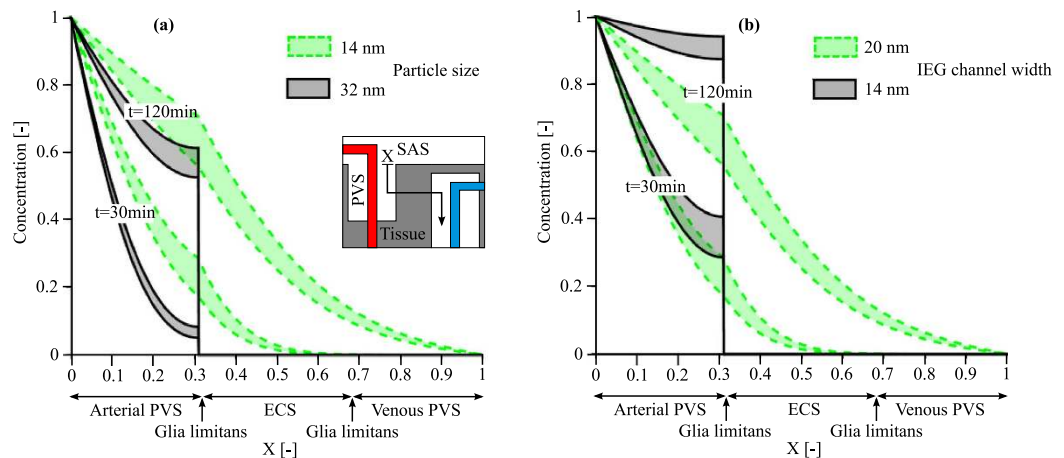 (a)
1
0.8
0.6
0.4
0.2
0
Concentration [-]
14 nm
Particle size
32 nm
t=120min
t=30min
X
SAS
PVS
Tissue
0 0.1 0.2 0.3 0.4 0.5 0.6 0.7 0.8 0.9 1
Arterial PVS ECS Venous PVS
Glia limitans Glia limitans
X [-]
(b)
1
0.8
0.6
0.4
0.2
0
Concentration [-]
20 nm
IEG channel width
14 nm
t=120min
t=30min
0 0.1 0.2 0.3 0.4 0.5 0.6 0.7 0.8 0.9 1
Arterial PVS ECS Venous PVS
Glia limitans Glia limitans
X [-]